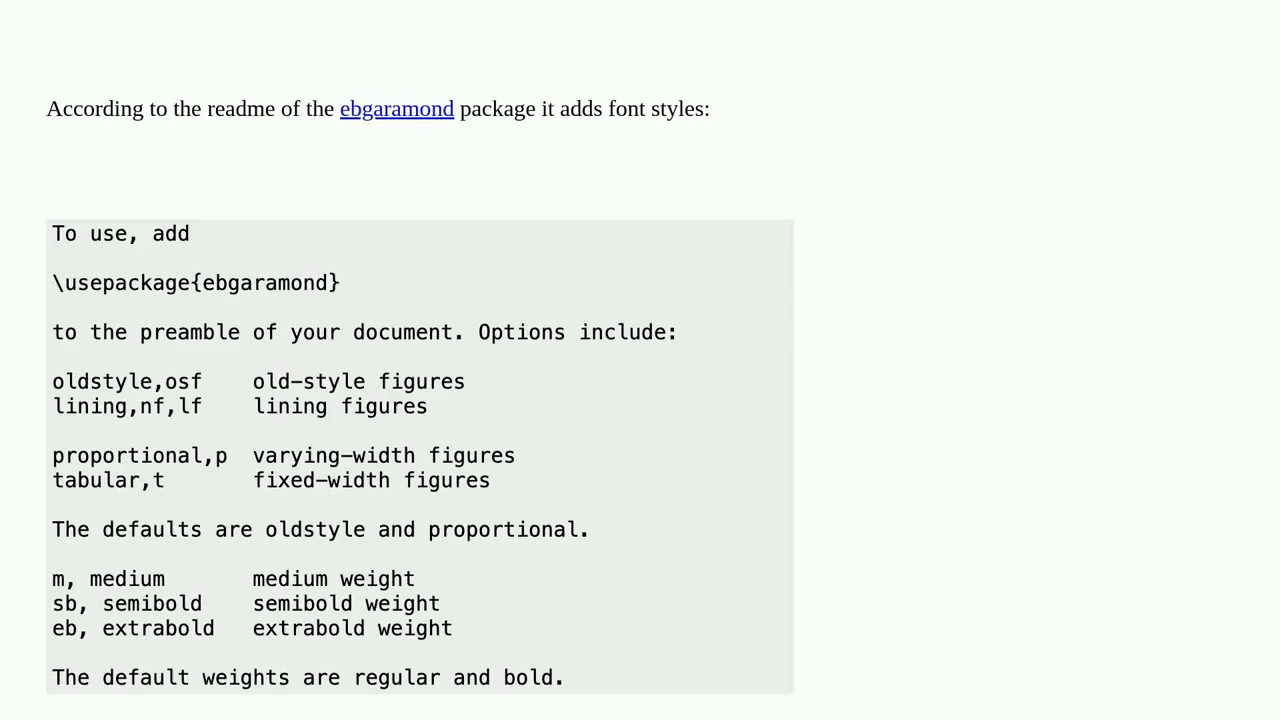 According to the readme of the ebgaramond package it adds font styles:
To use, add
\usepackage{ebgaramond}
to the preamble of your document. Options include:
oldstyle,osf    old-style figures
lining,nf,lf    lining figures
proportional,p  varying-width figures
tabular,t       fixed-width figures
The defaults are oldstyle and proportional.
m, medium       medium weight
sb, semibold    semibold weight
eb, extrabold   extrabold weight
The default weights are regular and bold.